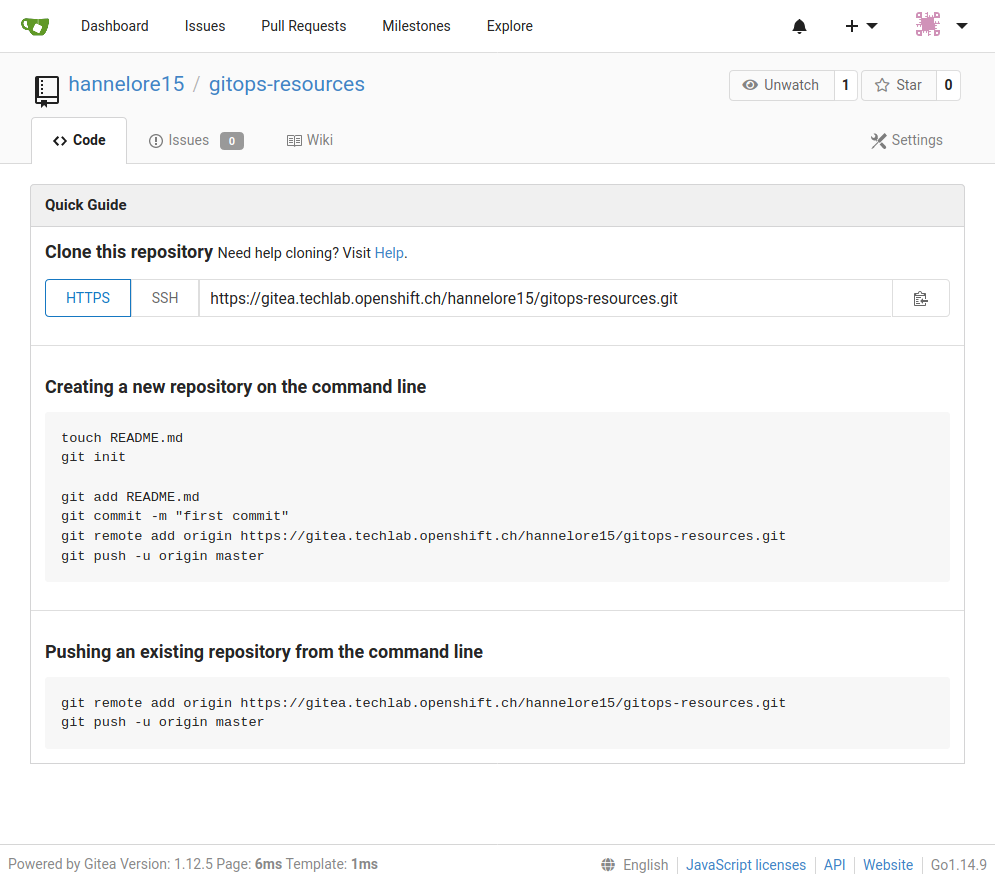 Dashboard Issues Pull Requests Milestones Explore
hannelore15 / gitops-resources Unwatch 1 Star 0
Code Issues 0 Wiki Settings
Quick Guide
Clone this repository Need help cloning? Visit Help.
HTTPS SSH https://gitea.techlab.openshift.ch/hannelore15/gitops-resources.git
Creating a new repository on the command line
touch README.md
git init
git add README.md
git commit -m "first commit"
git remote add origin https://gitea.techlab.openshift.ch/hannelore15/gitops-resources.git
git push -u origin master
Pushing an existing repository from the command line
git remote add origin https://gitea.techlab.openshift.ch/hannelore15/gitops-resources.git
git push -u origin master
Powered by Gitea Version: 1.12.5 Page: 6ms Template: 1ms English JavaScript licenses API Website Go1.14.9